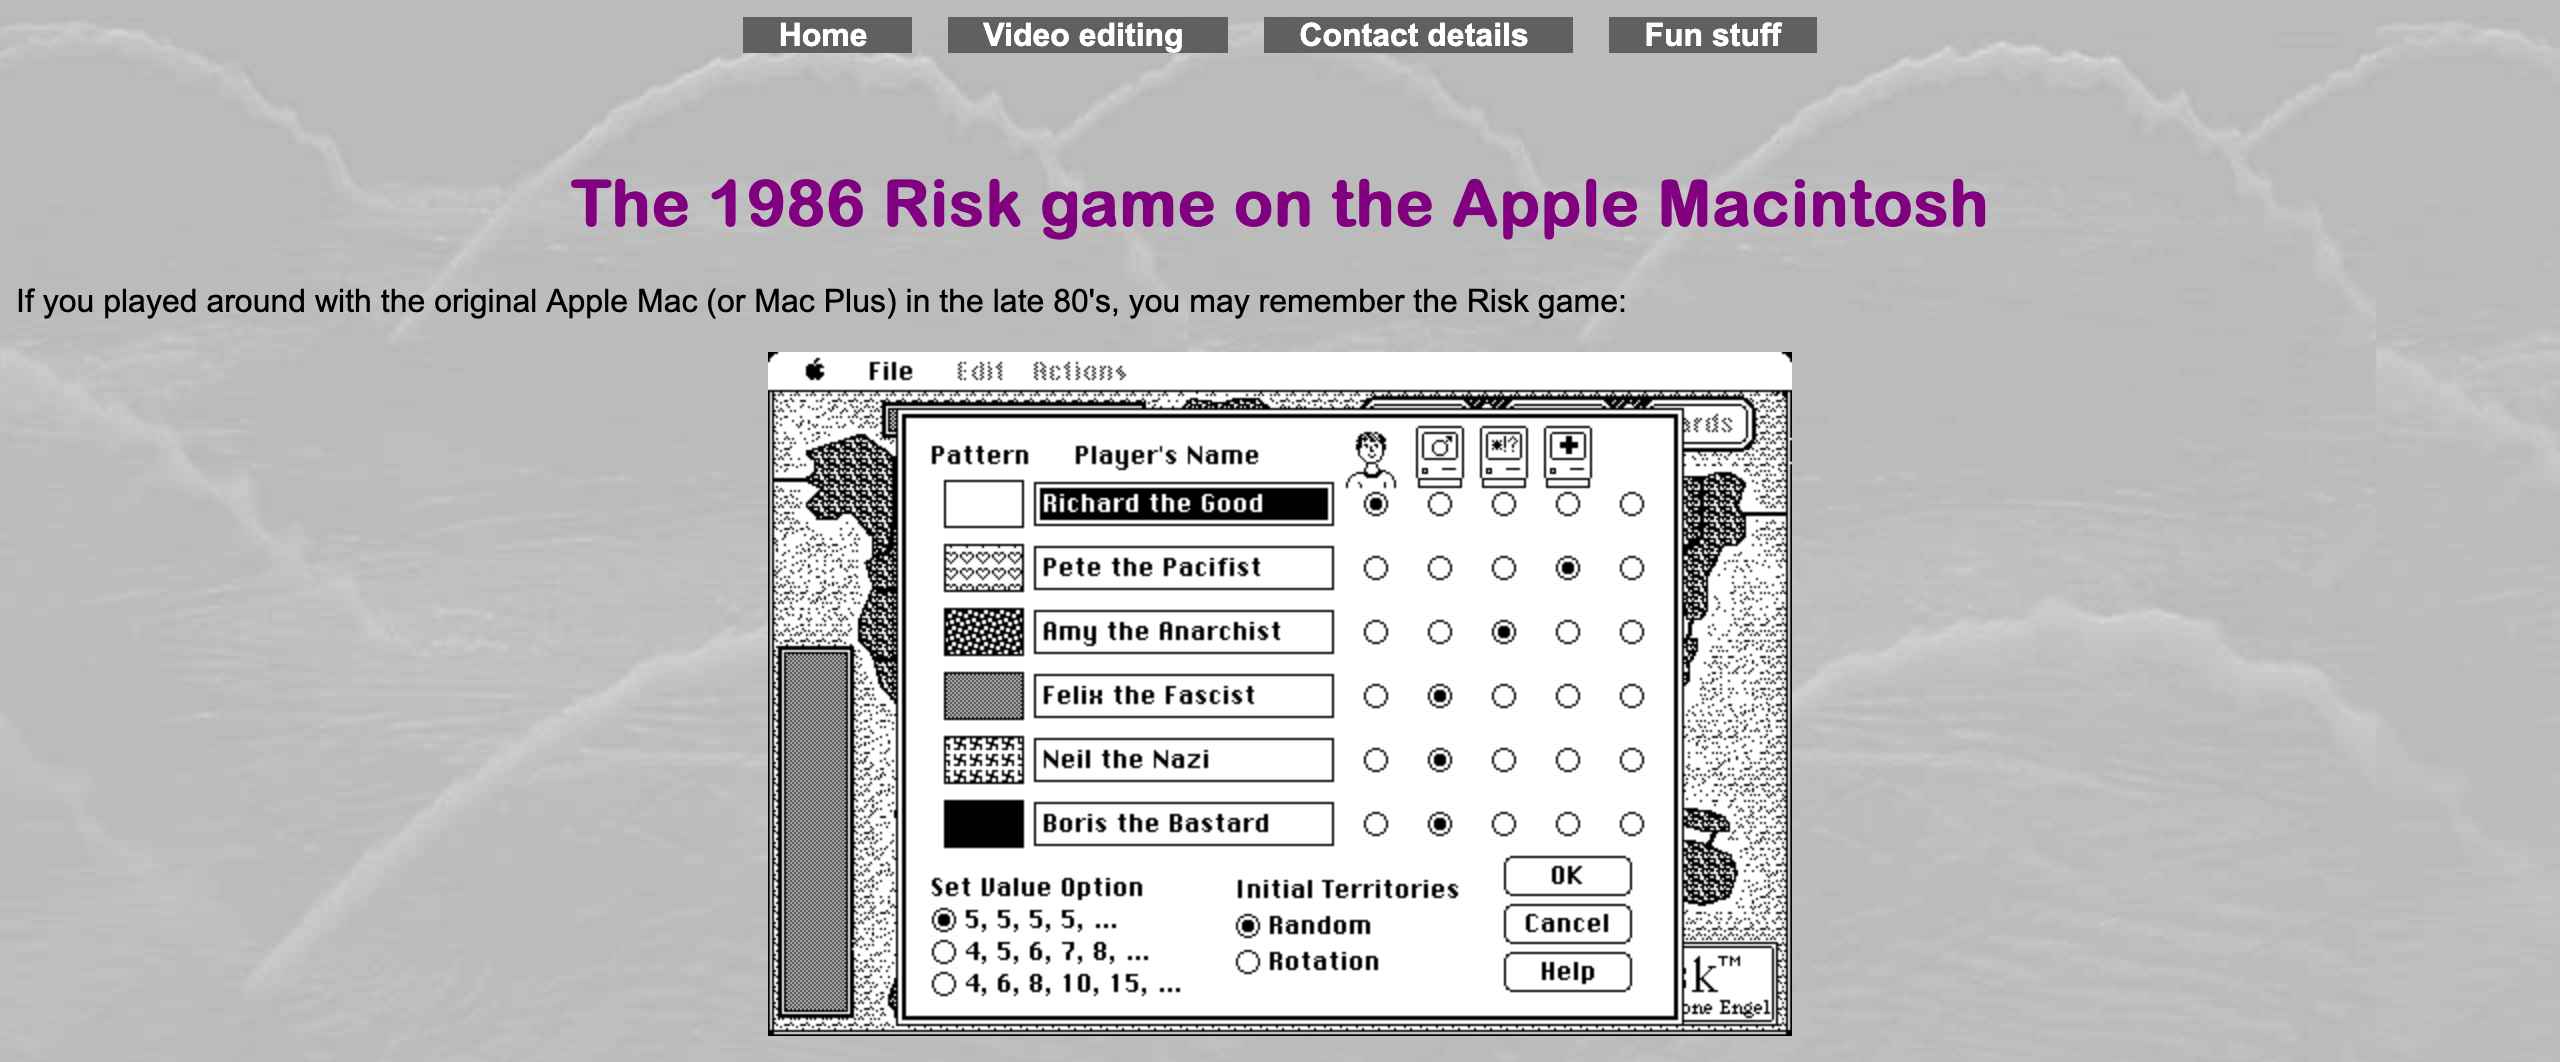 Home Video editing Contact details Fun stuff
The 1986 Risk game on the Apple Macintosh
If you played around with the original Apple Mac (or Mac Plus) in the late 80's, you may remember the Risk game:
File Edit Actions
ards
Pattern Player's Name *!?
Richard the Good
Pete the Pacifist
Amy the Anarchist
Felix the Fascist
Neil the Nazi
Boris the Bastard
Set Value Option Initial Territories OK
5, 5, 5, 5, ... Random Cancel
4, 5, 6, 7, 8, ... Rotation Help
4, 6, 8, 10, 15, ...
sk™
one Engel